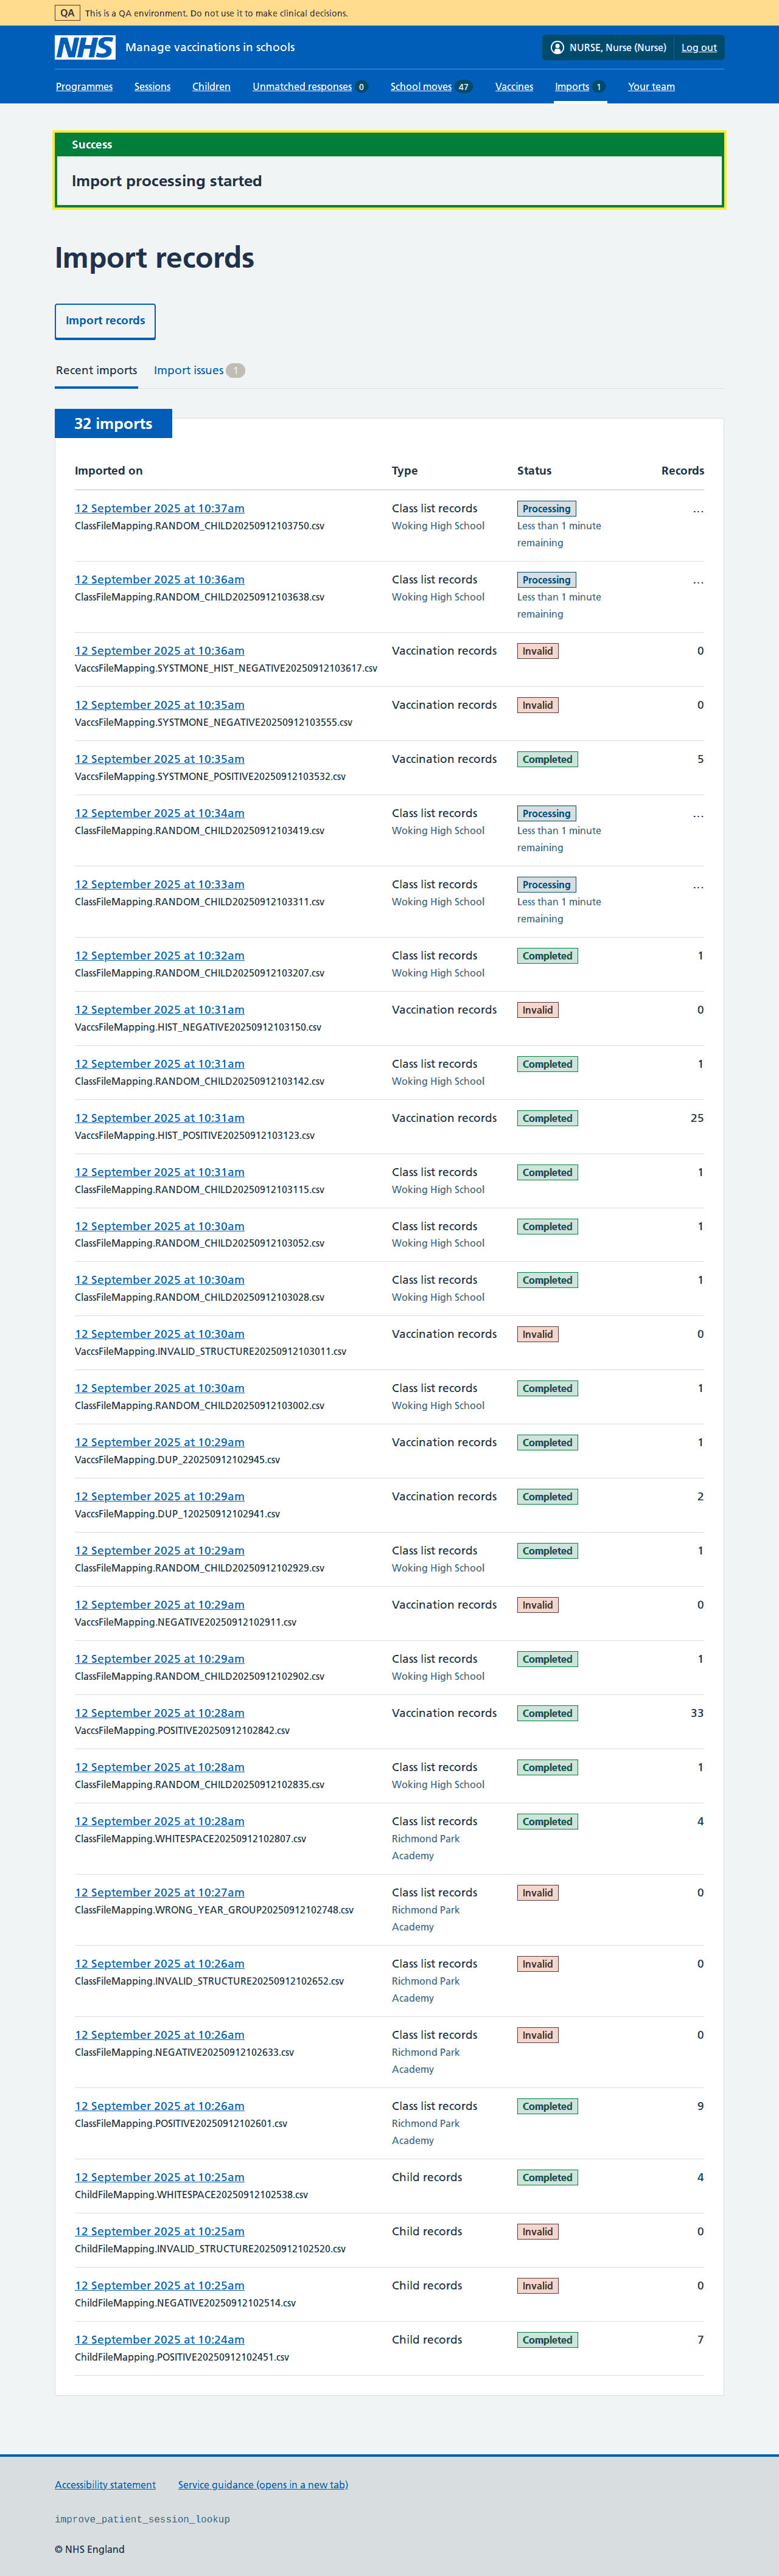 QA This is a QA environment. Do not use it to make clinical decisions.
NHS Manage vaccinations in schools NURSE, Nurse (Nurse) Log out
Programmes Sessions Children Unmatched responses 0 School moves 47 Vaccines Imports 1 Your team
Success
Import processing started
Import records
Import records
Recent imports Import issues 1
32 imports
Imported on Type Status Records
12 September 2025 at 10:37am Class list records Processing ...
ClassFileMapping.RANDOM_CHILD20250912103750.csv Woking High School Less than 1 minute
remaining
12 September 2025 at 10:36am Class list records Processing ...
ClassFileMapping.RANDOM_CHILD20250912103638.csv Woking High School Less than 1 minute
remaining
12 September 2025 at 10:36am Vaccination records Invalid 0
VaccsFileMapping.SYSTMONE_HIST_NEGATIVE20250912103617.csv
12 September 2025 at 10:35am Vaccination records Invalid 0
VaccsFileMapping.SYSTMONE_NEGATIVE20250912103555.csv
12 September 2025 at 10:35am Vaccination records Completed 5
VaccsFileMapping.SYSTMONE_POSITIVE20250912103532.csv
12 September 2025 at 10:34am Class list records Processing ...
ClassFileMapping.RANDOM_CHILD20250912103419.csv Woking High School Less than 1 minute
remaining
12 September 2025 at 10:33am Class list records Processing ...
ClassFileMapping.RANDOM_CHILD20250912103311.csv Woking High School Less than 1 minute
remaining
12 September 2025 at 10:32am Class list records Completed 1
ClassFileMapping.RANDOM_CHILD20250912103207.csv Woking High School
12 September 2025 at 10:31am Vaccination records Invalid 0
VaccsFileMapping.HIST_NEGATIVE20250912103150.csv
12 September 2025 at 10:31am Class list records Completed 1
ClassFileMapping.RANDOM_CHILD20250912103142.csv Woking High School
12 September 2025 at 10:31am Vaccination records Completed 25
VaccsFileMapping.HIST_POSITIVE20250912103123.csv
12 September 2025 at 10:31am Class list records Completed 1
ClassFileMapping.RANDOM_CHILD20250912103115.csv Woking High School
12 September 2025 at 10:30am Class list records Completed 1
ClassFileMapping.RANDOM_CHILD20250912103052.csv Woking High School
12 September 2025 at 10:30am Class list records Completed 1
ClassFileMapping.RANDOM_CHILD20250912103028.csv Woking High School
12 September 2025 at 10:30am Vaccination records Invalid 0
VaccsFileMapping.INVALID_STRUCTURE20250912103011.csv
12 September 2025 at 10:30am Class list records Completed 1
ClassFileMapping.RANDOM_CHILD20250912103002.csv Woking High School
12 September 2025 at 10:29am Vaccination records Completed 1
VaccsFileMapping.DUP_220250912102945.csv
12 September 2025 at 10:29am Vaccination records Completed 2
VaccsFileMapping.DUP_120250912102941.csv
12 September 2025 at 10:29am Class list records Completed 1
ClassFileMapping.RANDOM_CHILD20250912102929.csv Woking High School
12 September 2025 at 10:29am Vaccination records Invalid 0
VaccsFileMapping.NEGATIVE20250912102911.csv
12 September 2025 at 10:29am Class list records Completed 1
ClassFileMapping.RANDOM_CHILD20250912102902.csv Woking High School
12 September 2025 at 10:28am Vaccination records Completed 33
VaccsFileMapping.POSITIVE20250912102842.csv
12 September 2025 at 10:28am Class list records Completed 1
ClassFileMapping.RANDOM_CHILD20250912102835.csv Woking High School
12 September 2025 at 10:28am Class list records Completed 4
ClassFileMapping.WHITESPACE20250912102807.csv Richmond Park
Academy
12 September 2025 at 10:27am Class list records Invalid 0
ClassFileMapping.WRONG_YEAR_GROUP20250912102748.csv Richmond Park
Academy
12 September 2025 at 10:26am Class list records Invalid 0
ClassFileMapping.INVALID_STRUCTURE20250912102652.csv Richmond Park
Academy
12 September 2025 at 10:26am Class list records Invalid 0
ClassFileMapping.NEGATIVE20250912102633.csv Richmond Park
Academy
12 September 2025 at 10:26am Class list records Completed 9
ClassFileMapping.POSITIVE20250912102601.csv Richmond Park
Academy
12 September 2025 at 10:25am Child records Completed 4
ChildFileMapping.WHITESPACE20250912102538.csv
12 September 2025 at 10:25am Child records Invalid 0
ChildFileMapping.INVALID_STRUCTURE20250912102520.csv
12 September 2025 at 10:25am Child records Invalid 0
ChildFileMapping.NEGATIVE20250912102514.csv
12 September 2025 at 10:24am Child records Completed 7
ChildFileMapping.POSITIVE20250912102451.csv
Accessibility statement Service guidance (opens in a new tab)
improve_patient_session_lookup
© NHS England